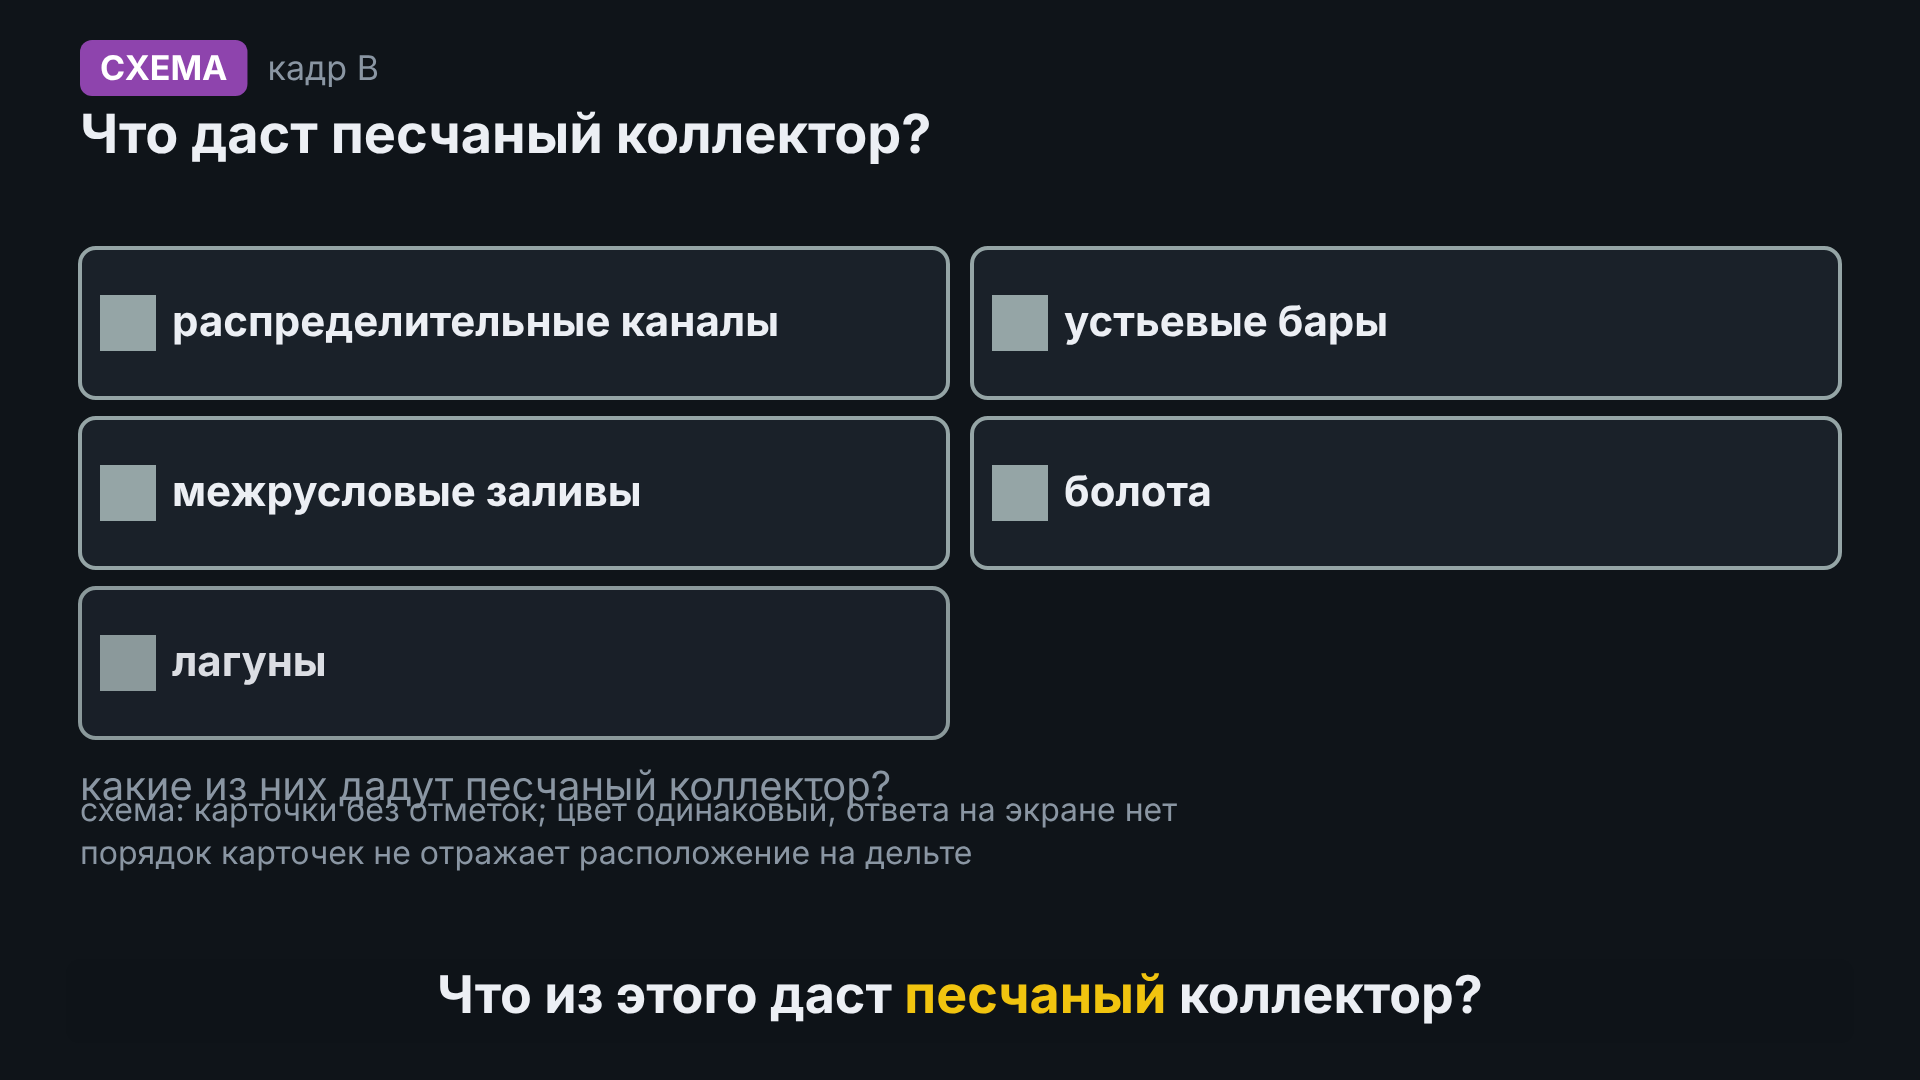 СХЕМА кадр В
Что даст песчаный коллектор?
распределительные каналы
устьевые бары
межрусловые заливы
болота
лагуны
какие из них дадут песчаный коллектор?
схема: карточки без отметок; цвет одинаковый, ответа на экране нет
порядок карточек не отражает расположение на дельте
Что из этого даст песчаный коллектор?